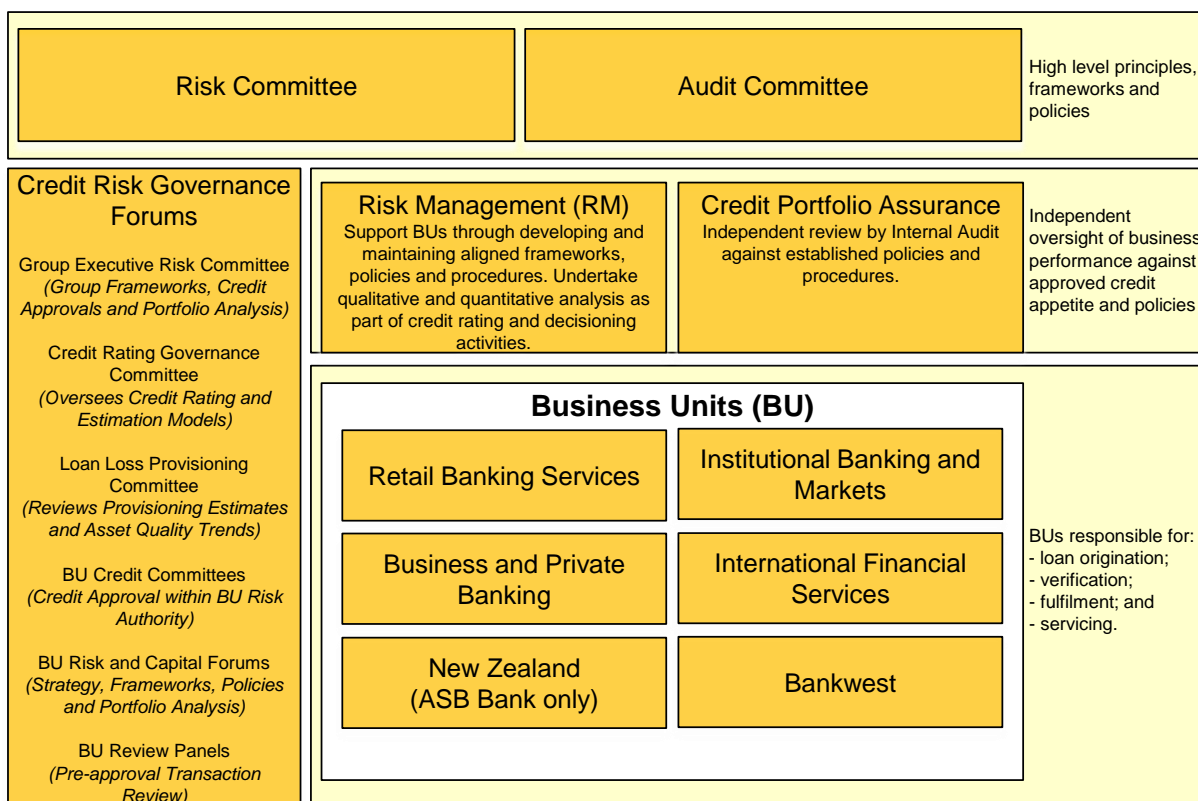 Risk Committee
Audit Committee
High level principles,
frameworks and
policies
Credit Risk Governance
Forums
Group Executive Risk Committee
(Group Frameworks, Credit
Approvals and Portfolio Analysis)
Credit Rating Governance
Committee
(Oversees Credit Rating and
Estimation Models)
Loan Loss Provisioning
Committee
(Reviews Provisioning Estimates
and Asset Quality Trends)
BU Credit Committees
(Credit Approval within BU Risk
Authority)
BU Risk and Capital Forums
(Strategy, Frameworks, Policies
and Portfolio Analysis)
BU Review Panels
(Pre-approval Transaction
Review)
Risk Management (RM)
Support BUs through developing and
maintaining aligned frameworks,
policies and procedures. Undertake
qualitative and quantitative analysis as
part of credit rating and decisioning
activities.
Credit Portfolio Assurance
Independent review by Internal Audit
against established policies and
procedures.
Independent
oversight of business
performance against
approved credit
appetite and policies
Business Units (BU)
Retail Banking Services
Institutional Banking and
Markets
Business and Private
Banking
International Financial
Services
New Zealand
(ASB Bank only)
Bankwest
BUs responsible for:
- loan origination;
- verification;
- fulfilment; and
- servicing.